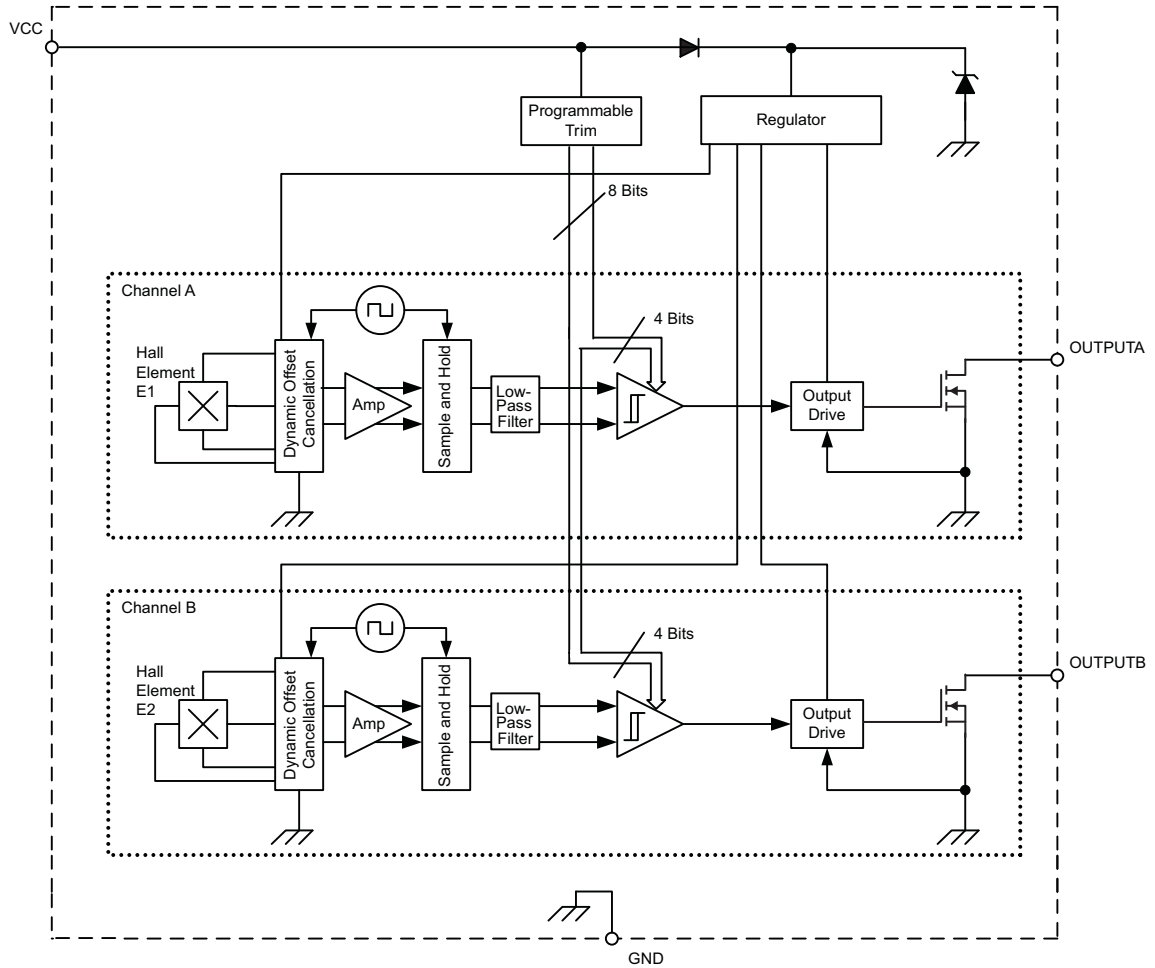 VCC
Programmable
Trim
Regulator
8 Bits
Channel A
4 Bits
Hall
Element
E1
Dynamic Offset
Cancellation
Amp
Sample and Hold
Low-
Pass
Filter
Output
Drive
OUTPUTA
Channel B
4 Bits
Hall
Element
E2
Dynamic Offset
Cancellation
Amp
Sample and Hold
Low-
Pass
Filter
Output
Drive
OUTPUTB
GND